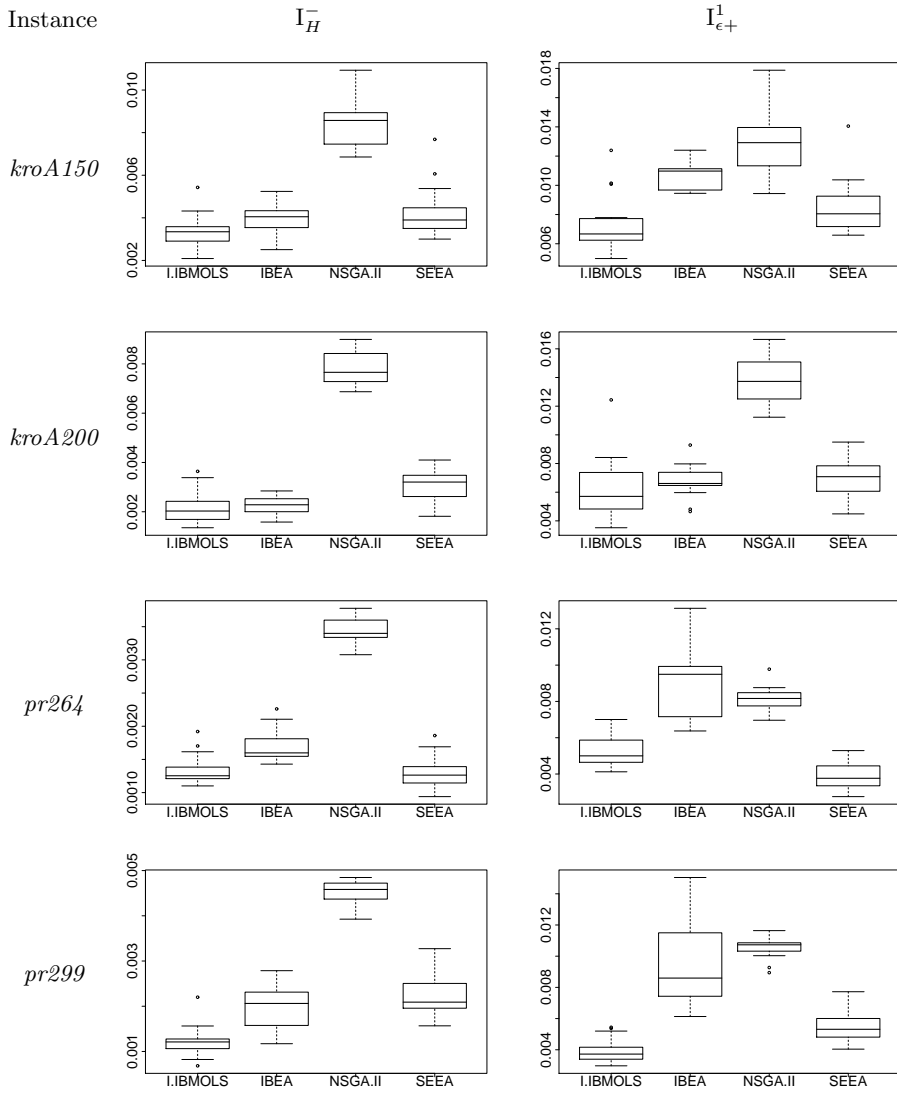 Instance I⁻_H I¹_ϵ+
kroA150
0.002 0.006 0.010
I.IBMOLS IBEA NSGA.II SEEA
0.006 0.010 0.014 0.018
I.IBMOLS IBEA NSGA.II SEEA
kroA200
0.002 0.004 0.006 0.008
I.IBMOLS IBEA NSGA.II SEEA
0.004 0.008 0.012 0.016
I.IBMOLS IBEA NSGA.II SEEA
pr264
0.0010 0.0020 0.0030
I.IBMOLS IBEA NSGA.II SEEA
0.004 0.008 0.012
I.IBMOLS IBEA NSGA.II SEEA
pr299
0.001 0.003 0.005
I.IBMOLS IBEA NSGA.II SEEA
0.004 0.008 0.012
I.IBMOLS IBEA NSGA.II SEEA